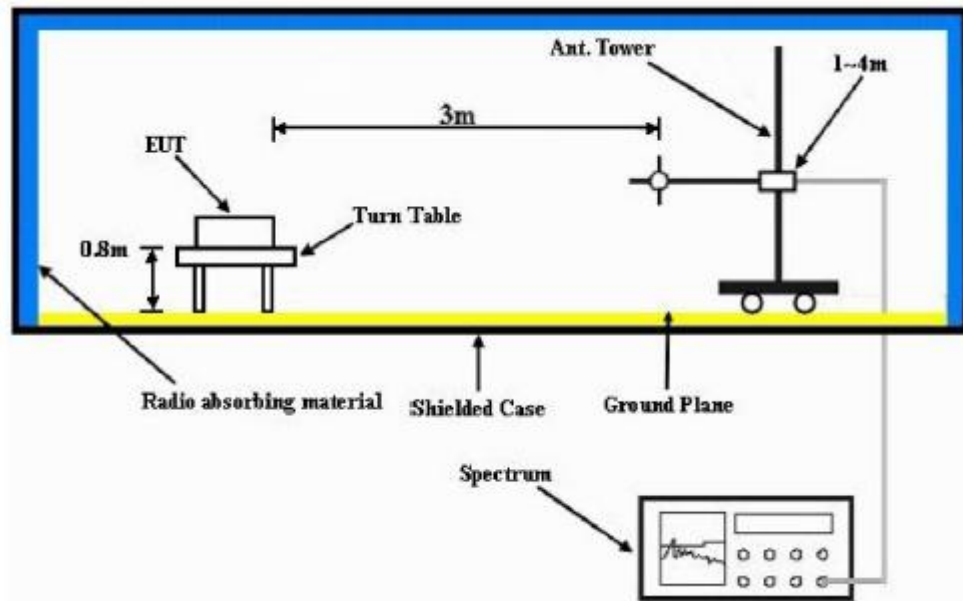 Ant. Tower
1~4m
3m
EUT
Turn Table
0.8m
Radio absorbing material
Shielded Case
Ground Plane
Spectrum